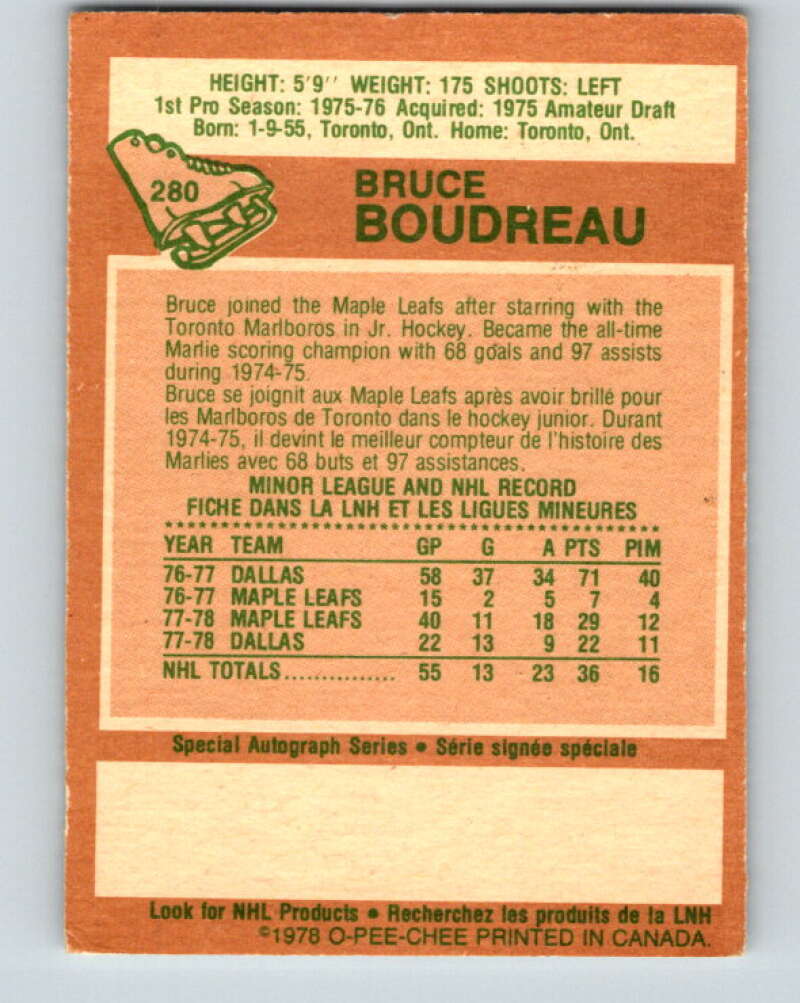 HEIGHT: 5'9'' WEIGHT: 175 SHOOTS: LEFT
1st Pro Season: 1975-76 Acquired: 1975 Amateur Draft
Born: 1-9-55, Toronto, Ont. Home: Toronto, Ont.
280
BRUCE
BOUDREAU
Bruce joined the Maple Leafs after starring with the
Toronto Marlboros in Jr. Hockey. Became the all-time
Marlie scoring champion with 68 goals and 97 assists
during 1974-75.
Bruce se joignit aux Maple Leafs après avoir brillé pour
les Marlboros de Toronto dans le hockey junior. Durant
1974-75, il devint le meilleur compteur de l'histoire des
Marlies avec 68 buts et 97 assistances.
MINOR LEAGUE AND NHL RECORD
FICHE DANS LA LNH ET LES LIGUES MINEURES
YEAR TEAM GP G A PTS PIM
76-77 DALLAS 58 37 34 71 40
76-77 MAPLE LEAFS 15 2 5 7 4
77-78 MAPLE LEAFS 40 11 18 29 12
77-78 DALLAS 22 13 9 22 11
NHL TOTALS............... 55 13 23 36 16
Special Autograph Series • Série signée spéciale
Look for NHL Products • Recherchez les produits de la LNH
©1978 O-PEE-CHEE PRINTED IN CANADA.